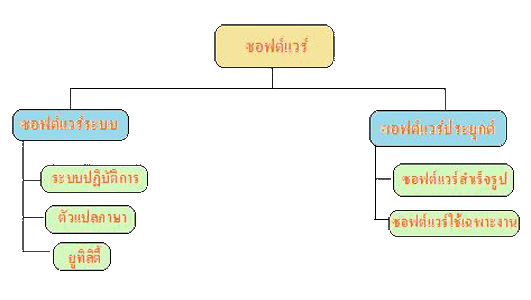 ซอฟต์แวร์
ซอฟต์แวร์ระบบ
ซอฟต์แวร์ประยุกต์
ระบบปฏิบัติการ
ตัวแปลภาษา
ยูทิลิตี้
ซอฟต์แวร์สำเร็จรูป
ซอฟต์แวร์ใช้เฉพาะงาน